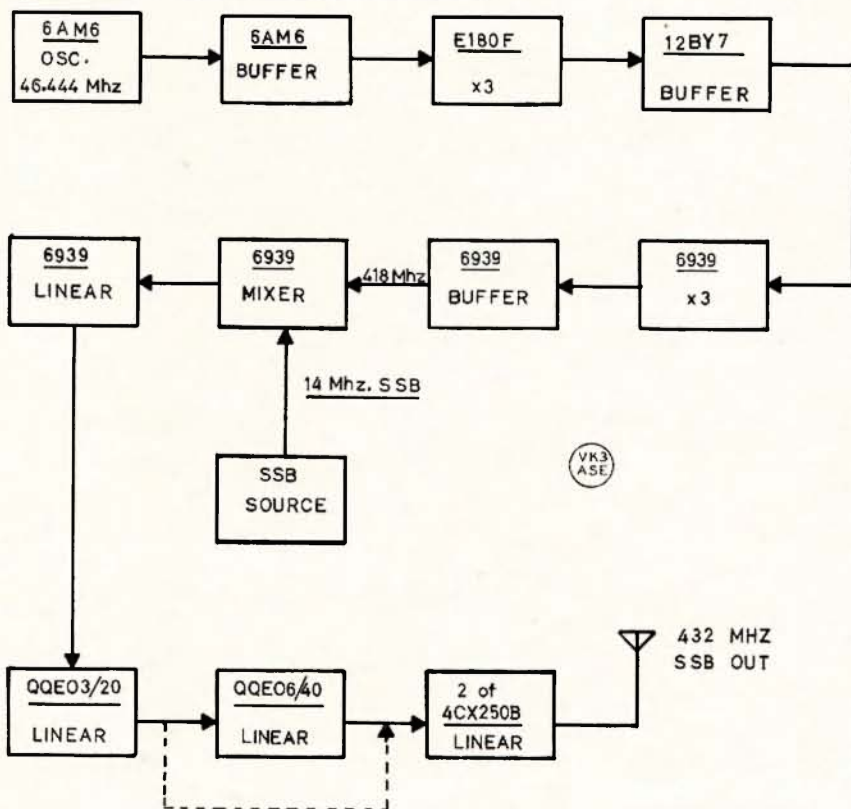 6AM6
OSC.
46.444 Mhz
6AM6
BUFFER
E180F
x3
12BY7
BUFFER
6939
LINEAR
6939
MIXER
418 Mhz
6939
BUFFER
6939
x3
14 Mhz. SSB
SSB
SOURCE
VK3
ASE
432 MHZ
SSB OUT
QQEO3/20
LINEAR
QQEO6/40
LINEAR
2 of
4CX250B
LINEAR